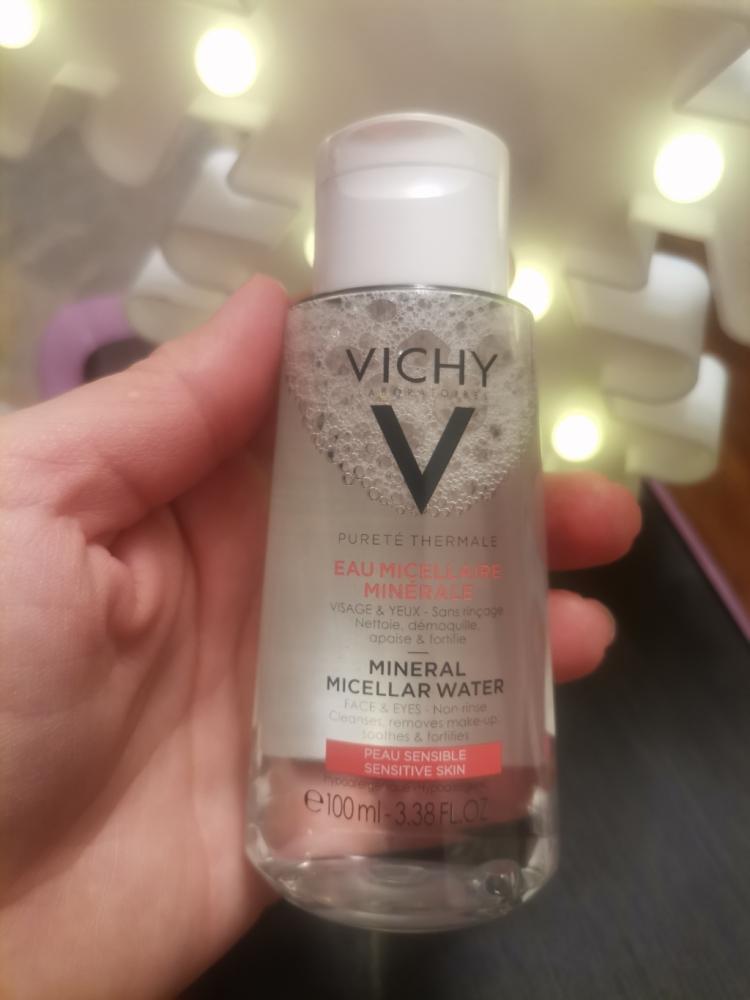 VICHY
LABORATOIRES
V
PURETÉ THERMALE
EAU MICELLAIRE
MINÉRALE
VISAGE & YEUX - Sans rinçage
Nettoie, démaquille,
apaise & fortifie
MINERAL
MICELLAR WATER
FACE & EYES - Non rinse
Cleanses, removes make-up,
soothes & fortifies
PEAU SENSIBLE
SENSITIVE SKIN
Hypoallergénique - Hypoallergenic
℮100 ml - 3.38 FL.OZ